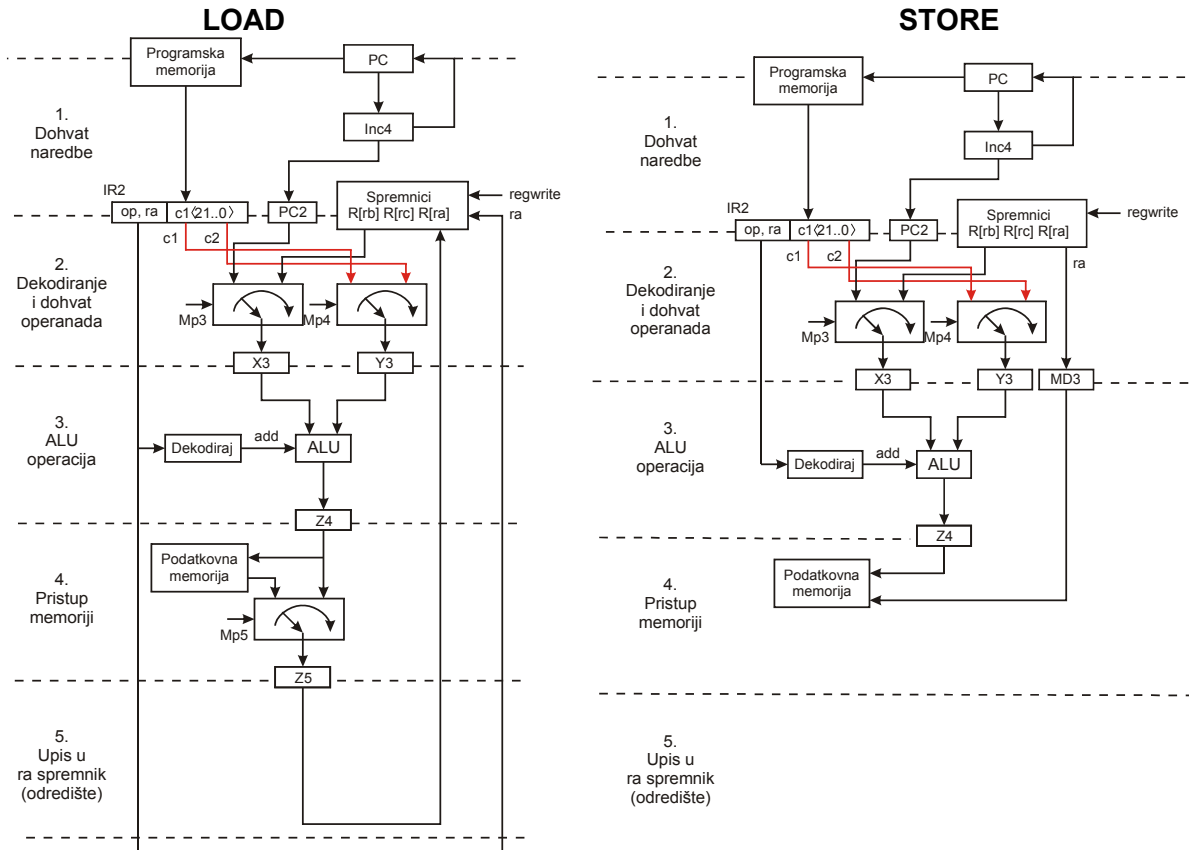 LOAD
Programska
memorija
PC
1.
Dohvat
naredbe
Inc4
IR2
op, ra
c1⟨21..0⟩
PC2
Spremnici
R[rb] R[rc] R[ra]
regwrite
ra
c1
c2
2.
Dekodiranje
i dohvat
operanada
Mp3
Mp4
X3
Y3
3.
ALU
operacija
Dekodiraj
add
ALU
Z4
4.
Pristup
memoriji
Podatkovna
memorija
Mp5
Z5
5.
Upis u
ra spremnik
(odredište)
STORE
Programska
memorija
PC
1.
Dohvat
naredbe
Inc4
IR2
op, ra
c1⟨21..0⟩
PC2
Spremnici
R[rb] R[rc] R[ra]
regwrite
c1
c2
ra
2.
Dekodiranje
i dohvat
operanada
Mp3
Mp4
X3
Y3
MD3
3.
ALU
operacija
Dekodiraj
add
ALU
Z4
4.
Pristup
memoriji
Podatkovna
memorija
5.
Upis u
ra spremnik
(odredište)